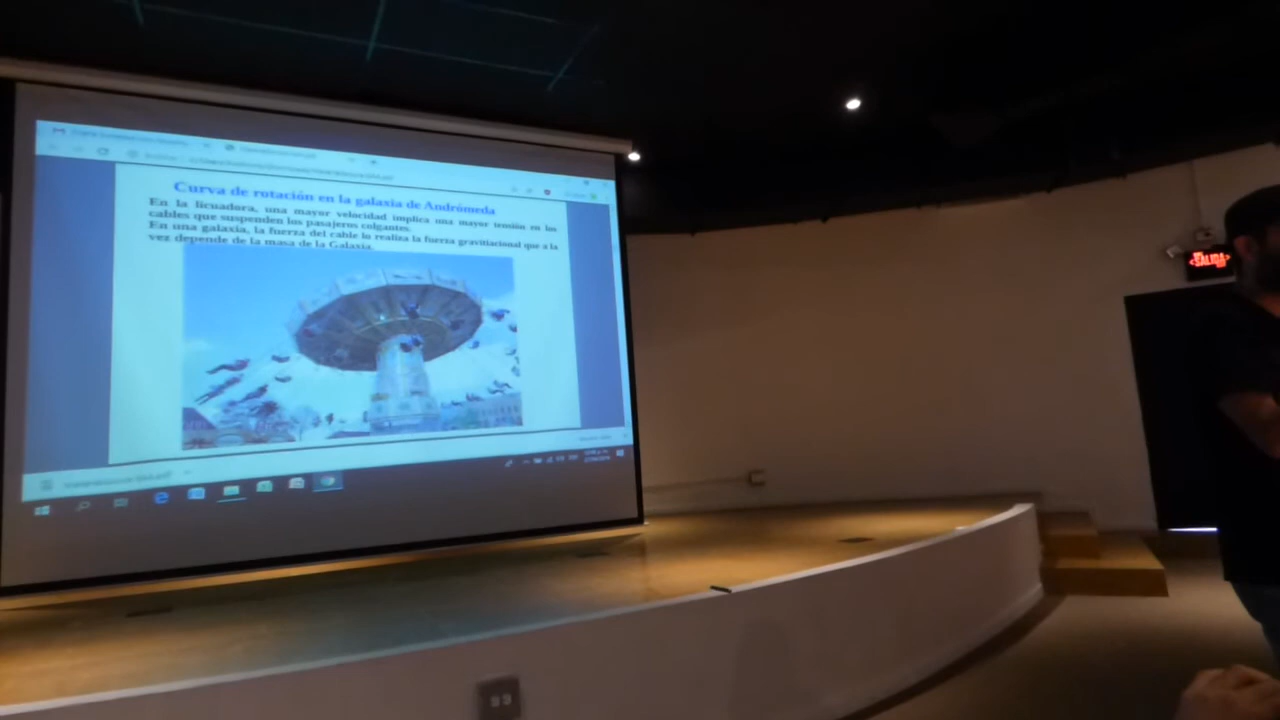 Curva de rotación en la galaxia de Andrómeda
En la licuadora, una mayor velocidad implica una mayor tensión en los
cables que suspenden los pasajeros colgantes.
En una galaxia, la fuerza del cable lo realiza la fuerza gravitiacional que a la
vez depende de la masa de la Galaxia.
SALIDA